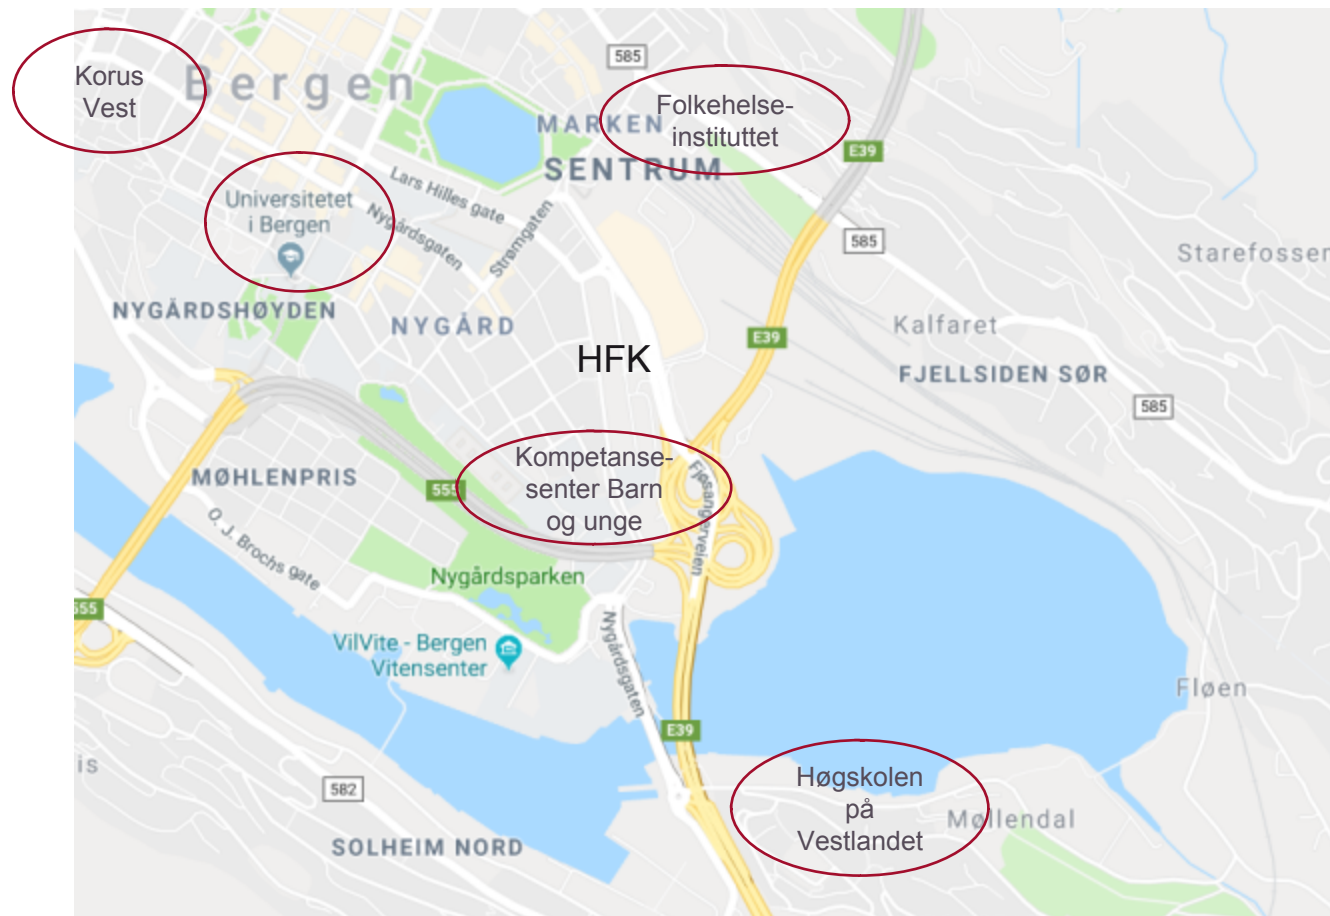 Korus
Vest
Bergen
585
Folkehelse-
instituttet
MARKEN
SENTRUM
E39
Universitetet
i Bergen
Lars Hilles gate
Nygårdsgaten
Strømgaten
585
Starefossen
NYGÅRDSHØYDEN
NYGÅRD
HFK
E39
Kalfaret
FJELLSIDEN SØR
585
MØHLENPRIS
555
Kompetanse-
senter Barn
og unge
Fjøsangerveien
O. J. Brochs gate
Nygårdsparken
555
VilVite - Bergen
Vitensenter
Nygårdsgaten
Fløen
E39
is
582
Høgskolen
på
Vestlandet
Møllendal
SOLHEIM NORD